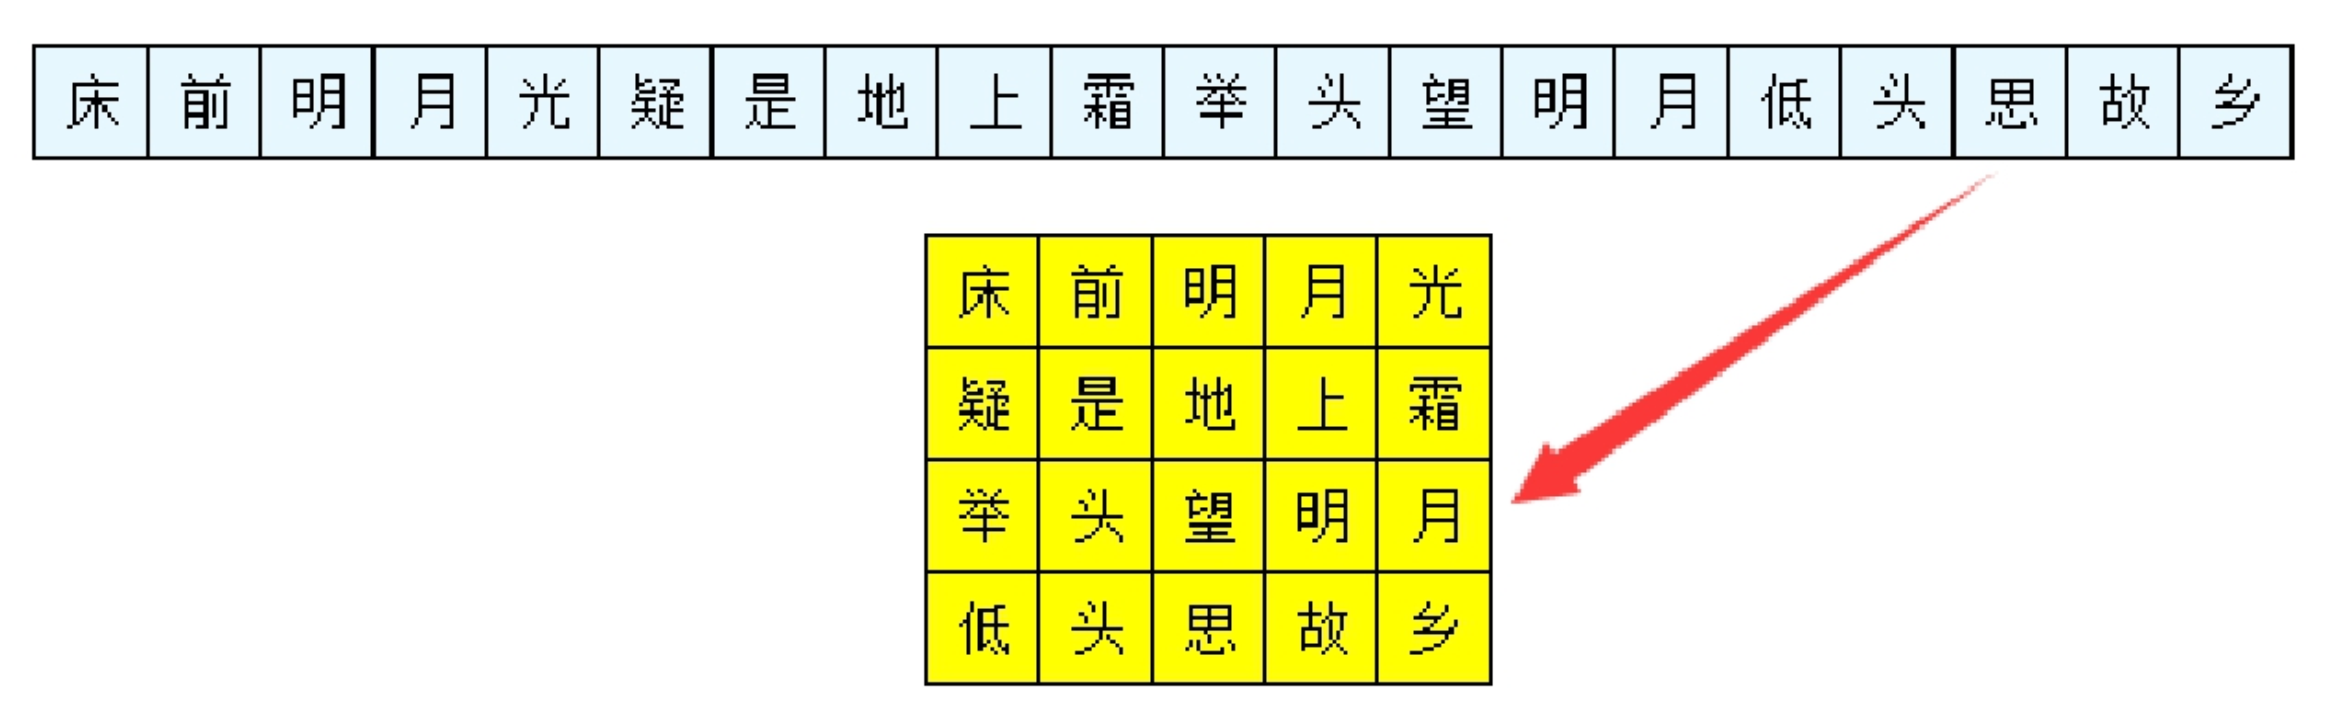 床前明月光疑是地上霜举头望明月低头思故乡
床前明月光
疑是地上霜
举头望明月
低头思故乡